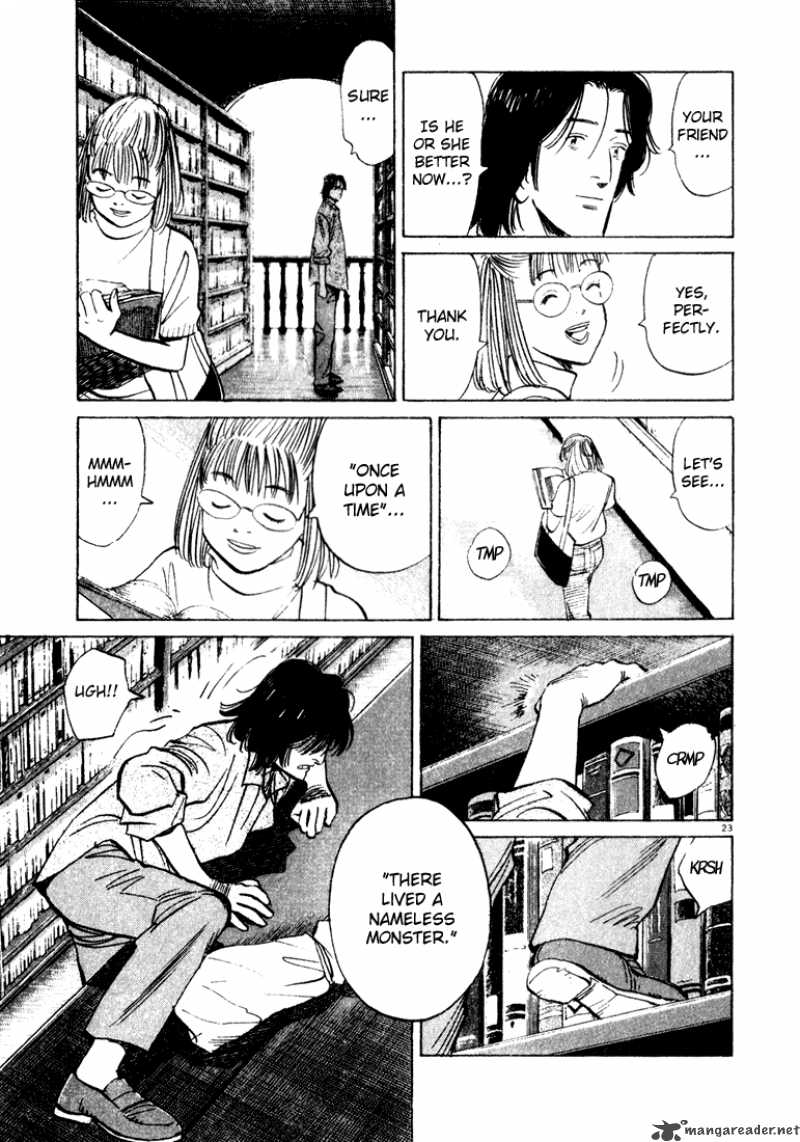 YOUR
FRIEND
...
IS HE
OR SHE
BETTER
NOW...?
YES,
PER-
FECTLY.
THANK
YOU.
SURE
...
LET'S
SEE...
TMP
TMP
"ONCE
UPON A
TIME"...
MMM-
HMMM
...
CRMP
23
KRSH
UGH!!
"THERE
LIVED A
NAMELESS
MONSTER."
mangareader.net